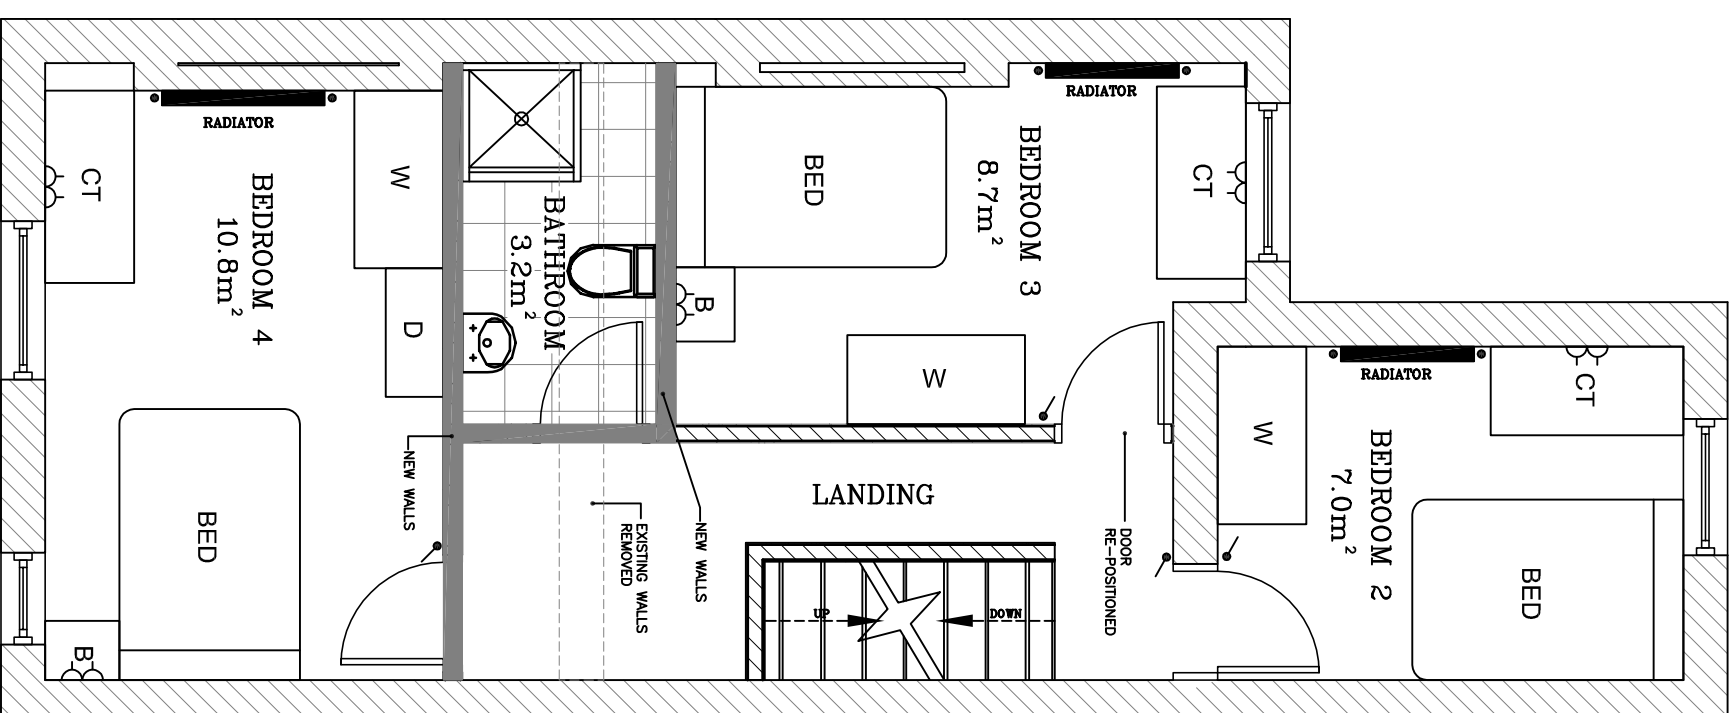 RADIATOR
CT
W
BEDROOM 4
10.8m²
D
BED
B
NEW WALLS
BATHROOM
3.2m²
EXISTING WALLS
REMOVED
NEW WALLS
BED
B
BEDROOM 3
8.7m²
RADIATOR
CT
W
LANDING
UP
DOWN
DOOR
RE-POSITIONED
RADIATOR
CT
W
BEDROOM 2
7.0m²
BED